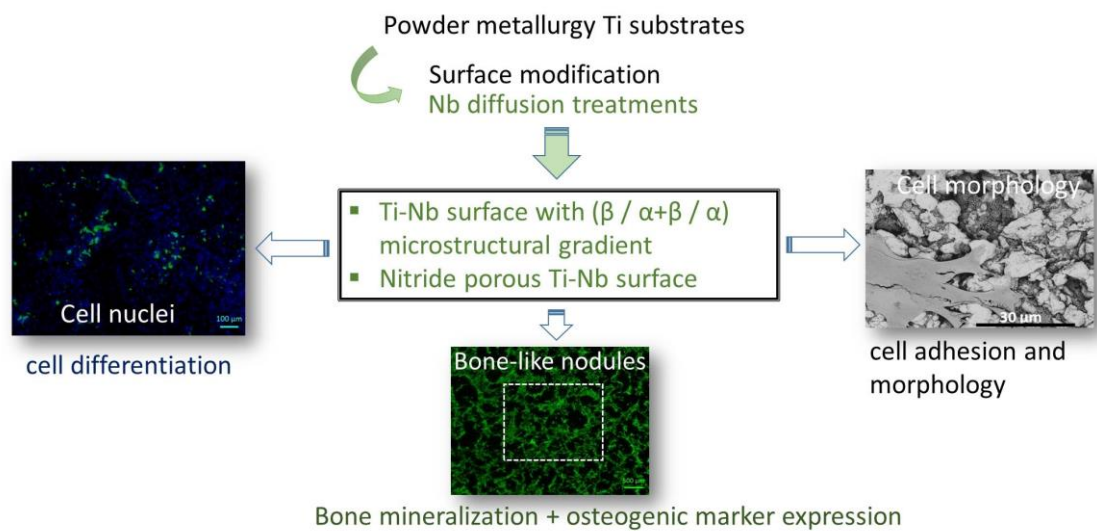 Powder metallurgy Ti substrates
Surface modification
Nb diffusion treatments
▪ Ti-Nb surface with (β / α+β / α)
microstructural gradient
▪ Nitride porous Ti-Nb surface
Cell nuclei
100 µm
cell differentiation
Cell morphology
30 µm
cell adhesion and
morphology
Bone-like nodules
500 µm
Bone mineralization + osteogenic marker expression